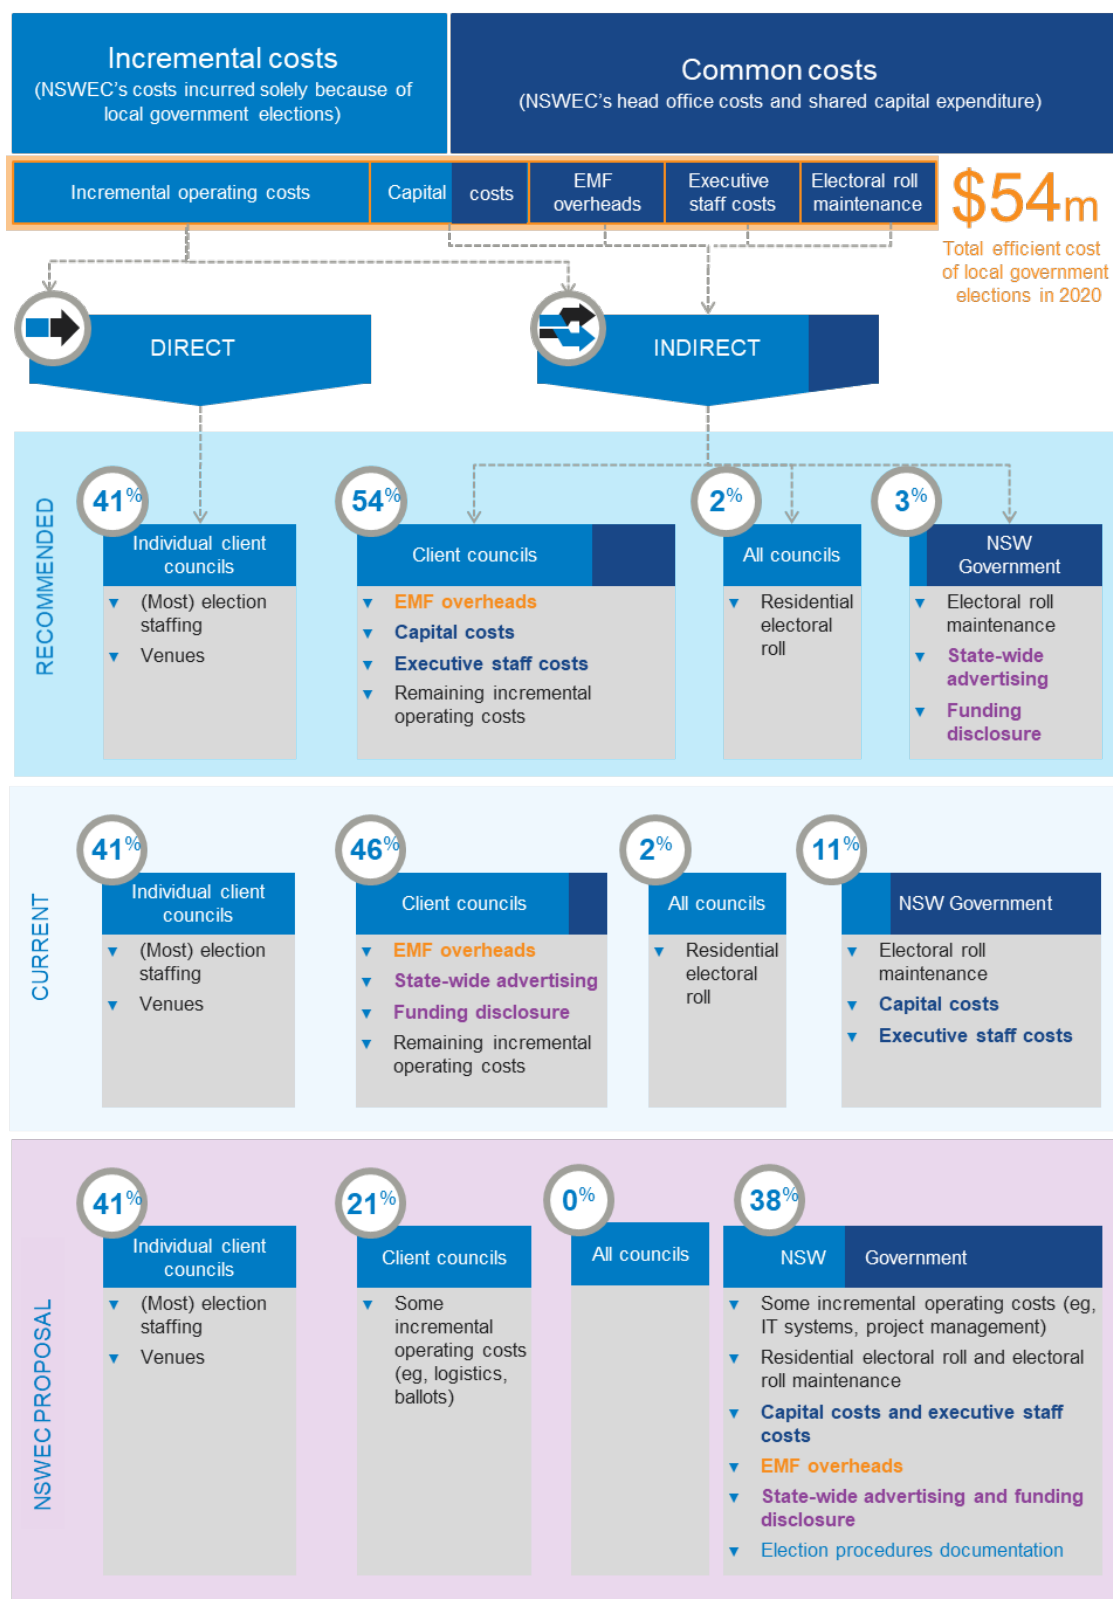 Incremental costs
(NSWEC's costs incurred solely because of
local government elections)
Common costs
(NSWEC's head office costs and shared capital expenditure)
Incremental operating costs
Capital costs
EMF
overheads
Executive
staff costs
Electoral roll
maintenance
$54m
Total efficient cost
of local government
elections in 2020
DIRECT
INDIRECT
RECOMMENDED
41%
Individual client
councils
▼ (Most) election
staffing
▼ Venues
54%
Client councils
▼ EMF overheads
▼ Capital costs
▼ Executive staff costs
▼ Remaining incremental
operating costs
2%
All councils
▼ Residential
electoral
roll
3%
NSW
Government
▼ Electoral roll
maintenance
▼ State-wide
advertising
▼ Funding
disclosure
CURRENT
41%
Individual client
councils
▼ (Most) election
staffing
▼ Venues
46%
Client councils
▼ EMF overheads
▼ State-wide advertising
▼ Funding disclosure
▼ Remaining incremental
operating costs
2%
All councils
▼ Residential
electoral
roll
11%
NSW Government
▼ Electoral roll
maintenance
▼ Capital costs
▼ Executive staff costs
NSWEC PROPOSAL
41%
Individual client
councils
▼ (Most) election
staffing
▼ Venues
21%
Client councils
▼ Some
incremental
operating costs
(eg, logistics,
ballots)
0%
All councils
38%
NSW Government
▼ Some incremental operating costs (eg,
IT systems, project management)
▼ Residential electoral roll and electoral
roll maintenance
▼ Capital costs and executive staff
costs
▼ EMF overheads
▼ State-wide advertising and funding
disclosure
▼ Election procedures documentation